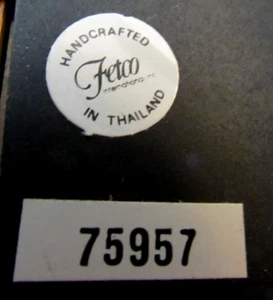 HANDCRAFTED
Fetco
International Inc.
IN THAILAND
75957